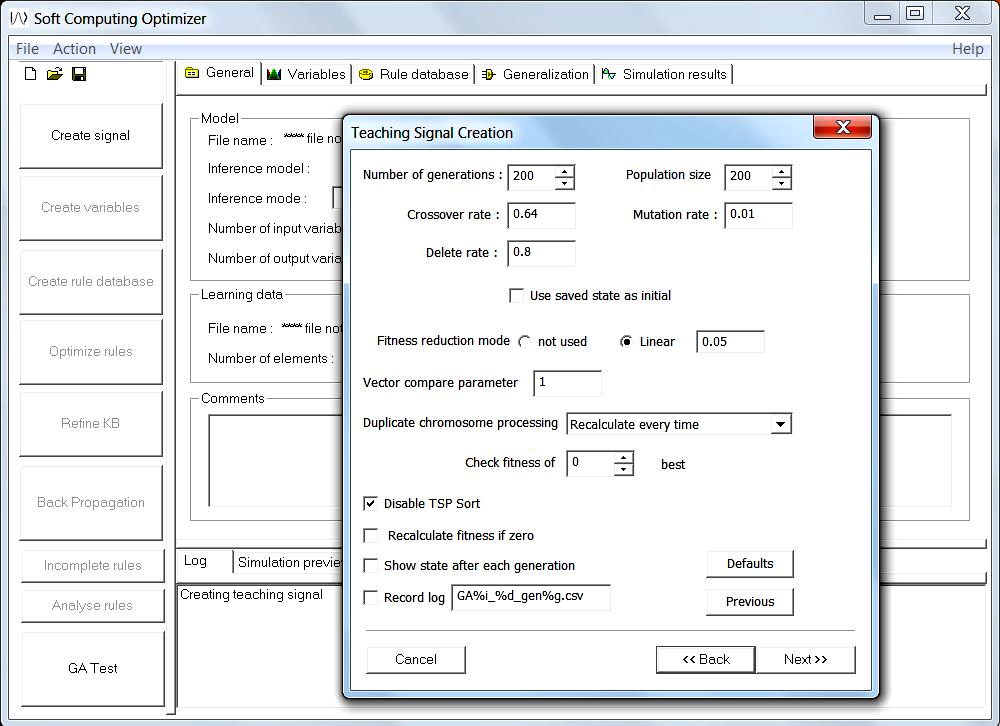 Soft Computing Optimizer
File Action View Help
General Variables Rule database Generalization Simulation results
Create signal
Create variables
Create rule database
Optimize rules
Refine KB
Back Propagation
Incomplete rules
Analyse rules
GA Test
Model
File name : **** file no
Inference model :
Inference mode :
Number of input variab
Number of output varia
Learning data
File name : **** file not
Number of elements :
Comments
Log Simulation previe
Creating teaching signal
Teaching Signal Creation
Number of generations : 200 Population size 200
Crossover rate : 0.64 Mutation rate : 0.01
Delete rate : 0.8
Use saved state as initial
Fitness reduction mode not used Linear 0.05
Vector compare parameter 1
Duplicate chromosome processing Recalculate every time
Check fitness of 0 best
Disable TSP Sort
Recalculate fitness if zero
Show state after each generation Defaults
Record log GA%i_%d_gen%g.csv Previous
Cancel << Back Next >>